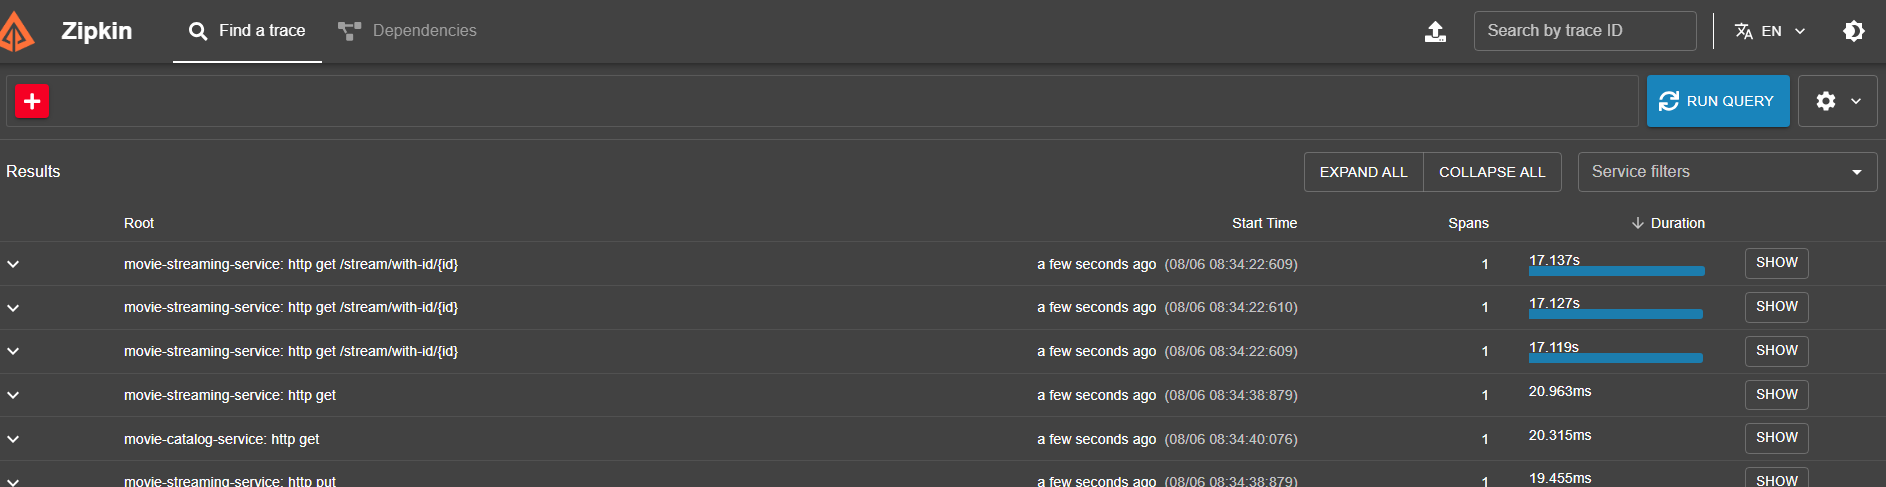 Zipkin Find a trace Dependencies Search by trace ID EN
RUN QUERY
Results EXPAND ALL COLLAPSE ALL Service filters
Root Start Time Spans Duration
movie-streaming-service: http get /stream/with-id/{id} a few seconds ago (08/06 08:34:22:609) 1 17.137s SHOW
movie-streaming-service: http get /stream/with-id/{id} a few seconds ago (08/06 08:34:22:610) 1 17.127s SHOW
movie-streaming-service: http get /stream/with-id/{id} a few seconds ago (08/06 08:34:22:609) 1 17.119s SHOW
movie-streaming-service: http get a few seconds ago (08/06 08:34:38:879) 1 20.963ms SHOW
movie-catalog-service: http get a few seconds ago (08/06 08:34:40:076) 1 20.315ms SHOW
movie-streaming-service: http put a few seconds ago (08/06 08:34:38:879) 1 19.455ms SHOW